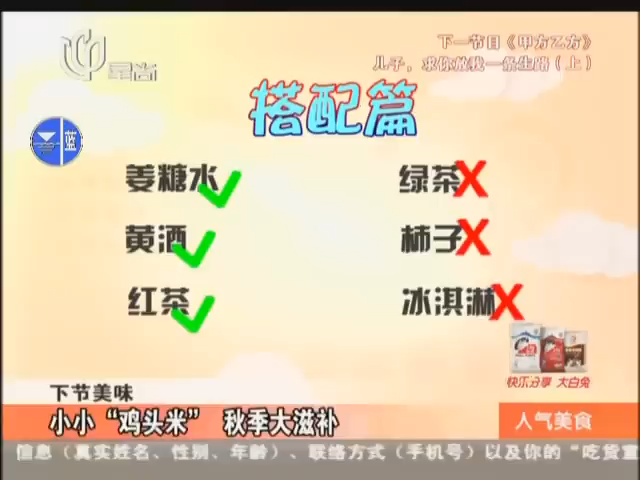 星尚
下一节目《甲方乙方》
儿子，求你放我一条生路（上）
搭配篇
蓝
姜糖水
绿茶
黄酒
柿子
红茶
冰淇淋
快乐分享 大白兔
下节美味
小小“鸡头米” 秋季大滋补
人气美食
信息（真实姓名、性别、年龄）、联络方式（手机号）以及你的“吃货宣